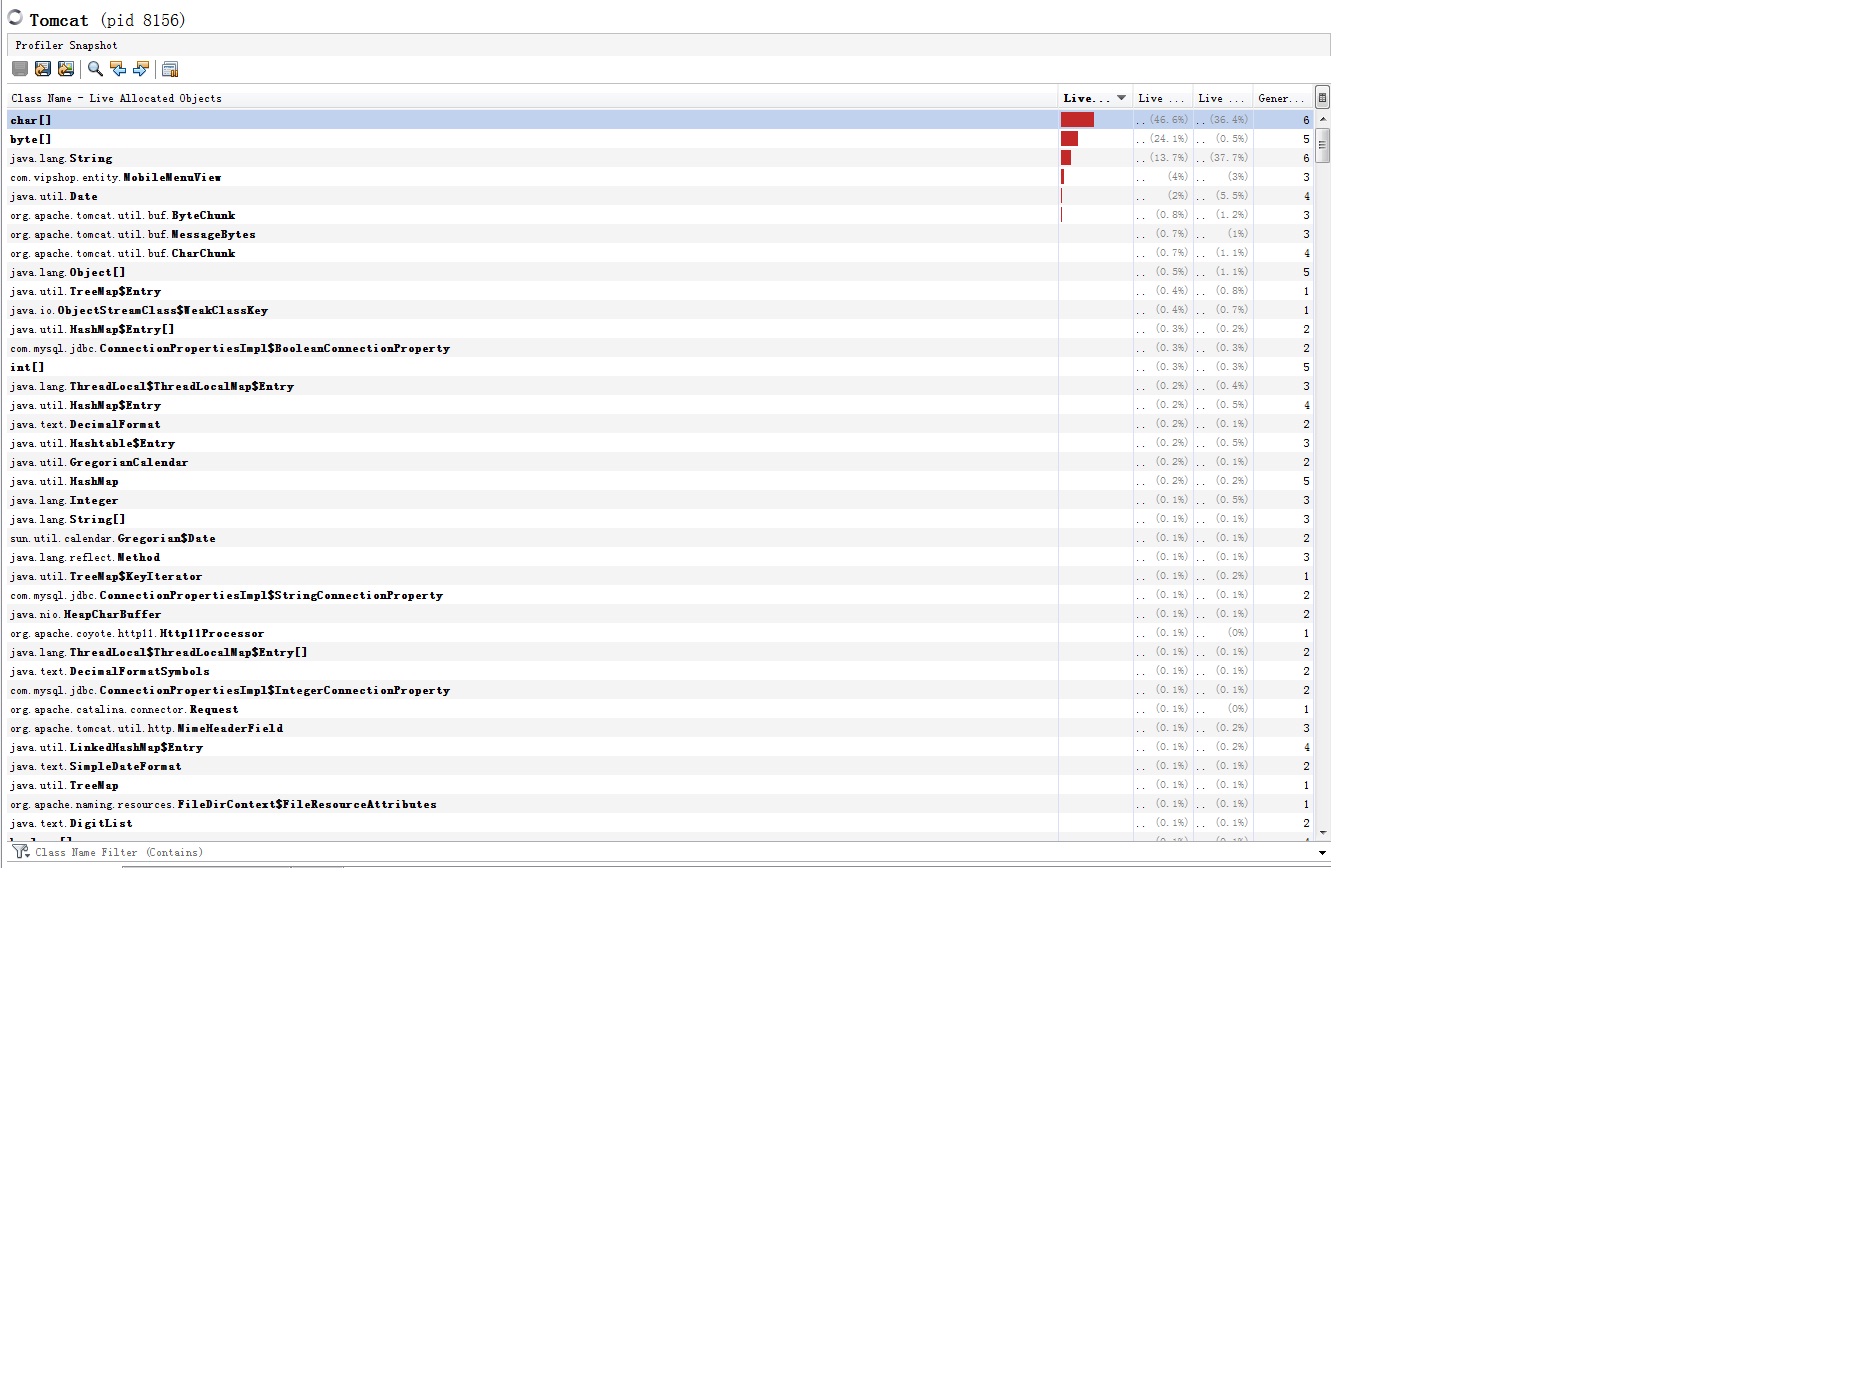 Tomcat (pid 8156)
Profiler Snapshot
Class Name - Live Allocated Objects Live... Live ... Live ... Gener...
char[] .. (46.6%) .. (36.4%) 6
byte[] .. (24.1%) .. (0.5%) 5
java.lang.String .. (13.7%) .. (37.7%) 6
com.vipshop.entity.MobileMenuView .. (4%) .. (3%) 3
java.util.Date .. (2%) .. (5.5%) 4
org.apache.tomcat.util.buf.ByteChunk .. (0.8%) .. (1.2%) 3
org.apache.tomcat.util.buf.MessageBytes .. (0.7%) .. (1%) 3
org.apache.tomcat.util.buf.CharChunk .. (0.7%) .. (1.1%) 4
java.lang.Object[] .. (0.5%) .. (1.1%) 5
java.util.TreeMap$Entry .. (0.4%) .. (0.8%) 1
java.io.ObjectStreamClass$WeakClassKey .. (0.4%) .. (0.7%) 1
java.util.HashMap$Entry[] .. (0.3%) .. (0.2%) 2
com.mysql.jdbc.ConnectionPropertiesImpl$BooleanConnectionProperty .. (0.3%) .. (0.3%) 2
int[] .. (0.3%) .. (0.3%) 5
java.lang.ThreadLocal$ThreadLocalMap$Entry .. (0.2%) .. (0.4%) 3
java.util.HashMap$Entry .. (0.2%) .. (0.5%) 4
java.text.DecimalFormat .. (0.2%) .. (0.1%) 2
java.util.Hashtable$Entry .. (0.2%) .. (0.5%) 3
java.util.GregorianCalendar .. (0.2%) .. (0.1%) 2
java.util.HashMap .. (0.2%) .. (0.2%) 5
java.lang.Integer .. (0.1%) .. (0.5%) 3
java.lang.String[] .. (0.1%) .. (0.1%) 3
sun.util.calendar.Gregorian$Date .. (0.1%) .. (0.1%) 2
java.lang.reflect.Method .. (0.1%) .. (0.1%) 3
java.util.TreeMap$KeyIterator .. (0.1%) .. (0.2%) 1
com.mysql.jdbc.ConnectionPropertiesImpl$StringConnectionProperty .. (0.1%) .. (0.1%) 2
java.nio.HeapCharBuffer .. (0.1%) .. (0.1%) 2
org.apache.coyote.http11.Http11Processor .. (0.1%) .. (0%) 1
java.lang.ThreadLocal$ThreadLocalMap$Entry[] .. (0.1%) .. (0.1%) 2
java.text.DecimalFormatSymbols .. (0.1%) .. (0.1%) 2
com.mysql.jdbc.ConnectionPropertiesImpl$IntegerConnectionProperty .. (0.1%) .. (0.1%) 2
org.apache.catalina.connector.Request .. (0.1%) .. (0%) 1
org.apache.tomcat.util.http.MimeHeaderField .. (0.1%) .. (0.2%) 3
java.util.LinkedHashMap$Entry .. (0.1%) .. (0.2%) 4
java.text.SimpleDateFormat .. (0.1%) .. (0.1%) 2
java.util.TreeMap .. (0.1%) .. (0.1%) 1
org.apache.naming.resources.FileDirContext$FileResourceAttributes .. (0.1%) .. (0.1%) 1
java.text.DigitList .. (0.1%) .. (0.1%) 2
Class Name Filter (Contains)